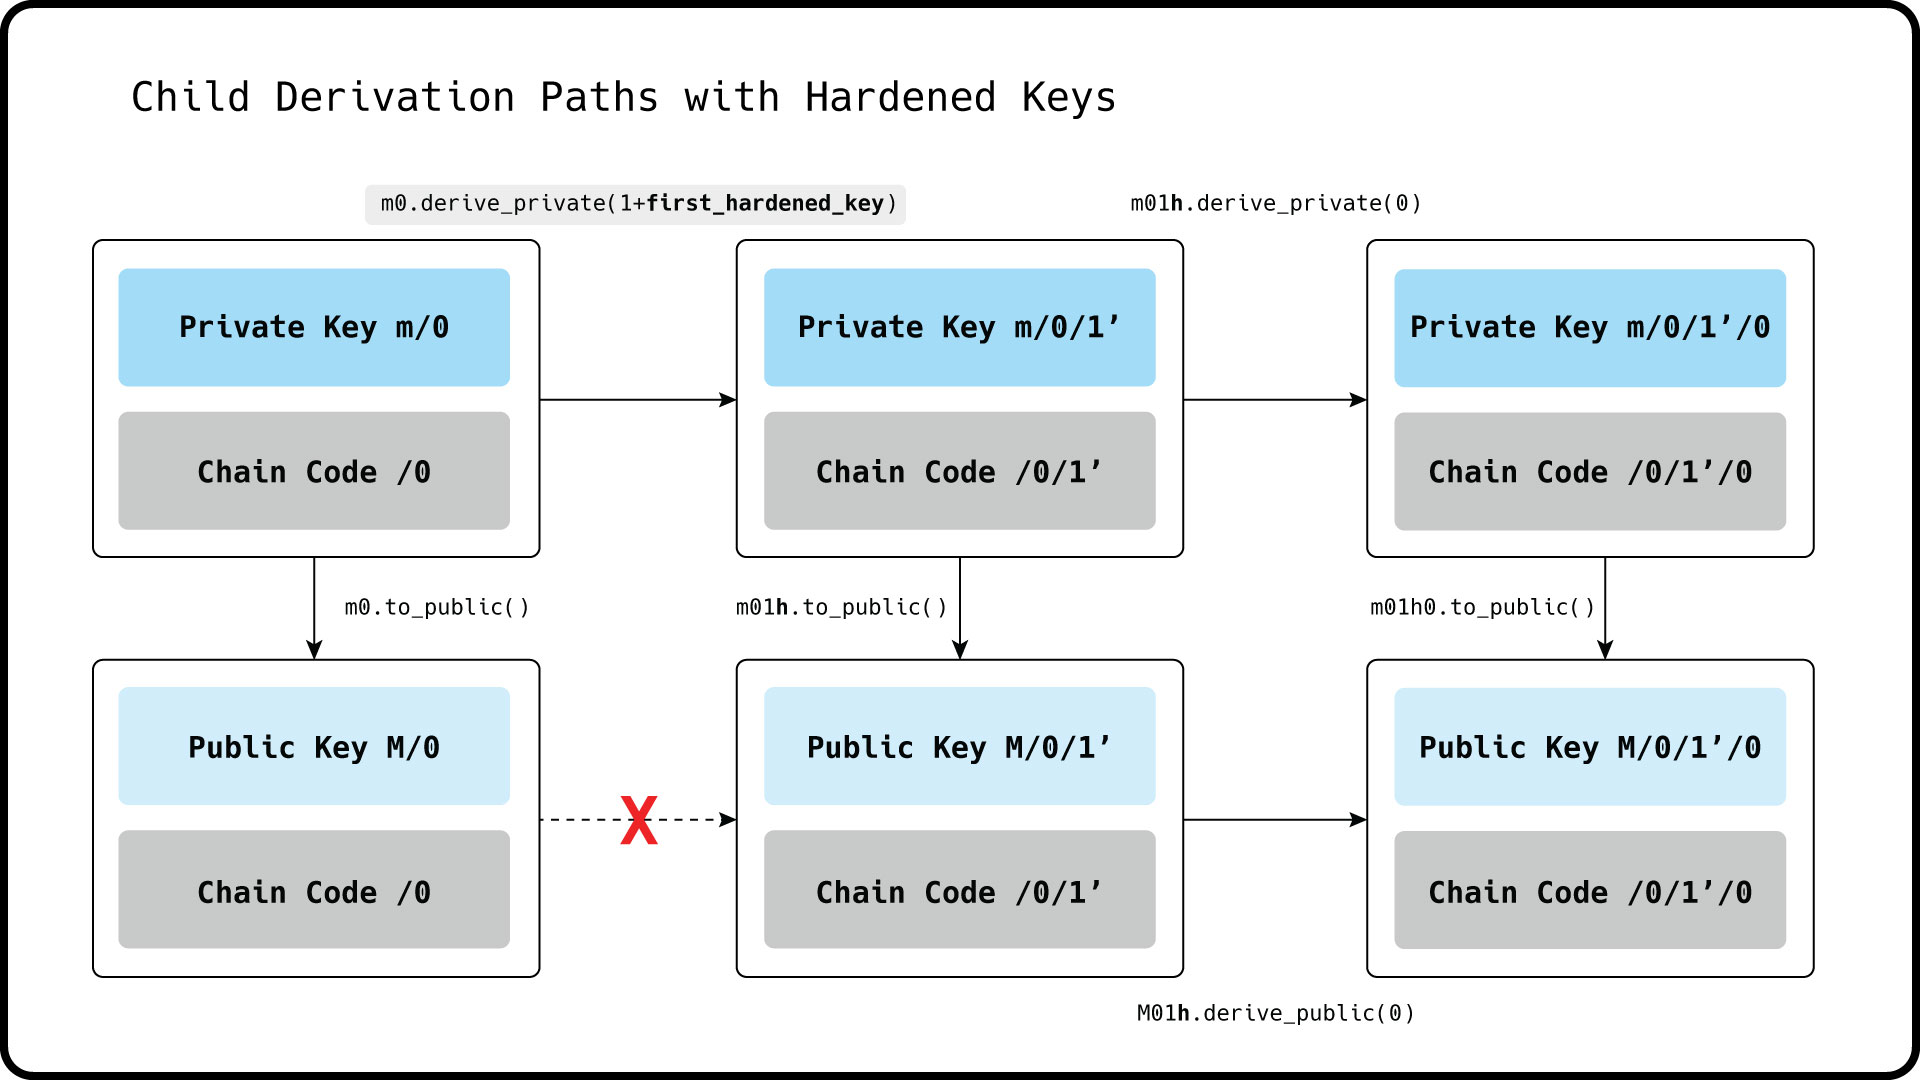 Child Derivation Paths with Hardened Keys
m0.derive_private(1+first_hardened_key)
m01h.derive_private(0)
Private Key m/0
Private Key m/0/1’
Private Key m/0/1’/0
Chain Code /0
Chain Code /0/1’
Chain Code /0/1’/0
m0.to_public()
m01h.to_public()
m01h0.to_public()
Public Key M/0
Public Key M/0/1’
Public Key M/0/1’/0
X
Chain Code /0
Chain Code /0/1’
Chain Code /0/1’/0
M01h.derive_public(0)